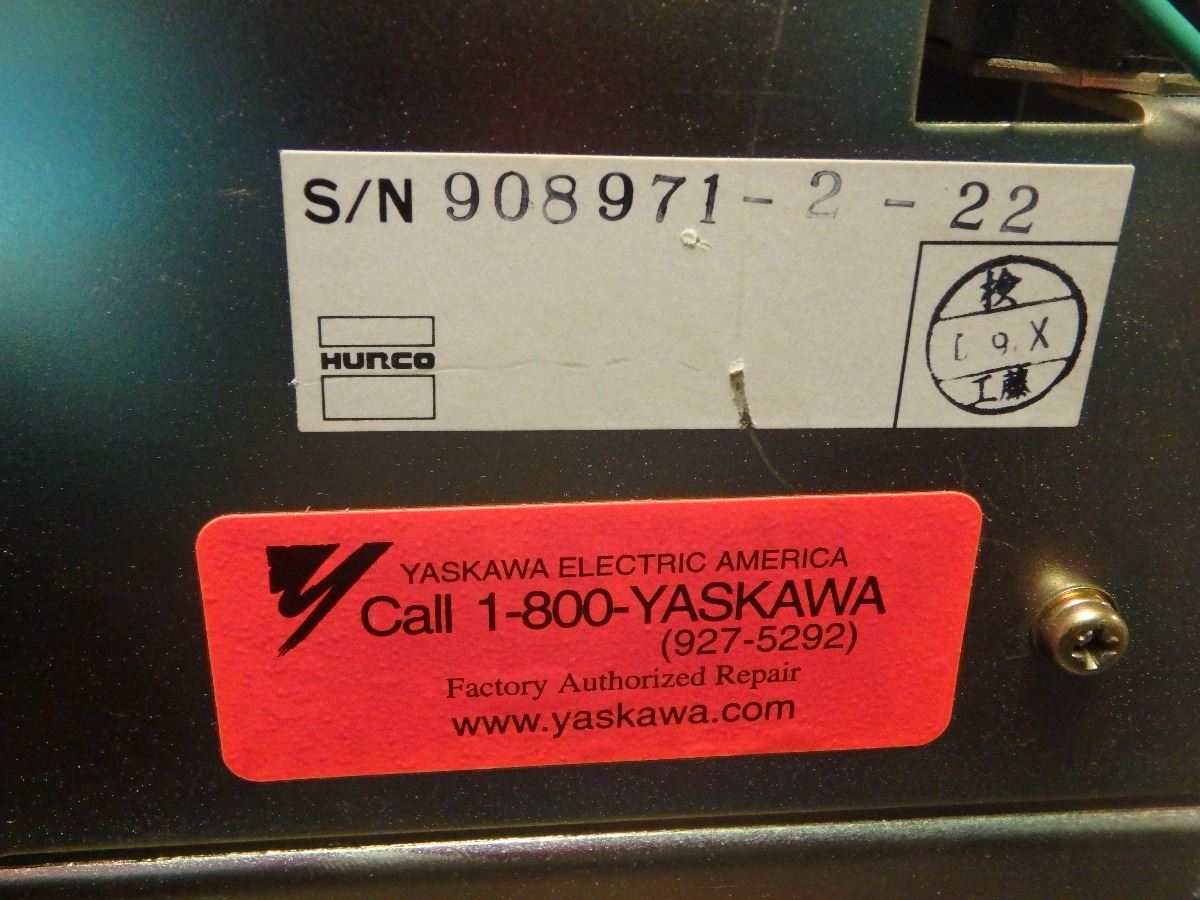 S/N 908971-2-22
HURCO
検
9.X
工藤
YASKAWA ELECTRIC AMERICA
Call 1-800-YASKAWA
(927-5292)
Factory Authorized Repair
www.yaskawa.com